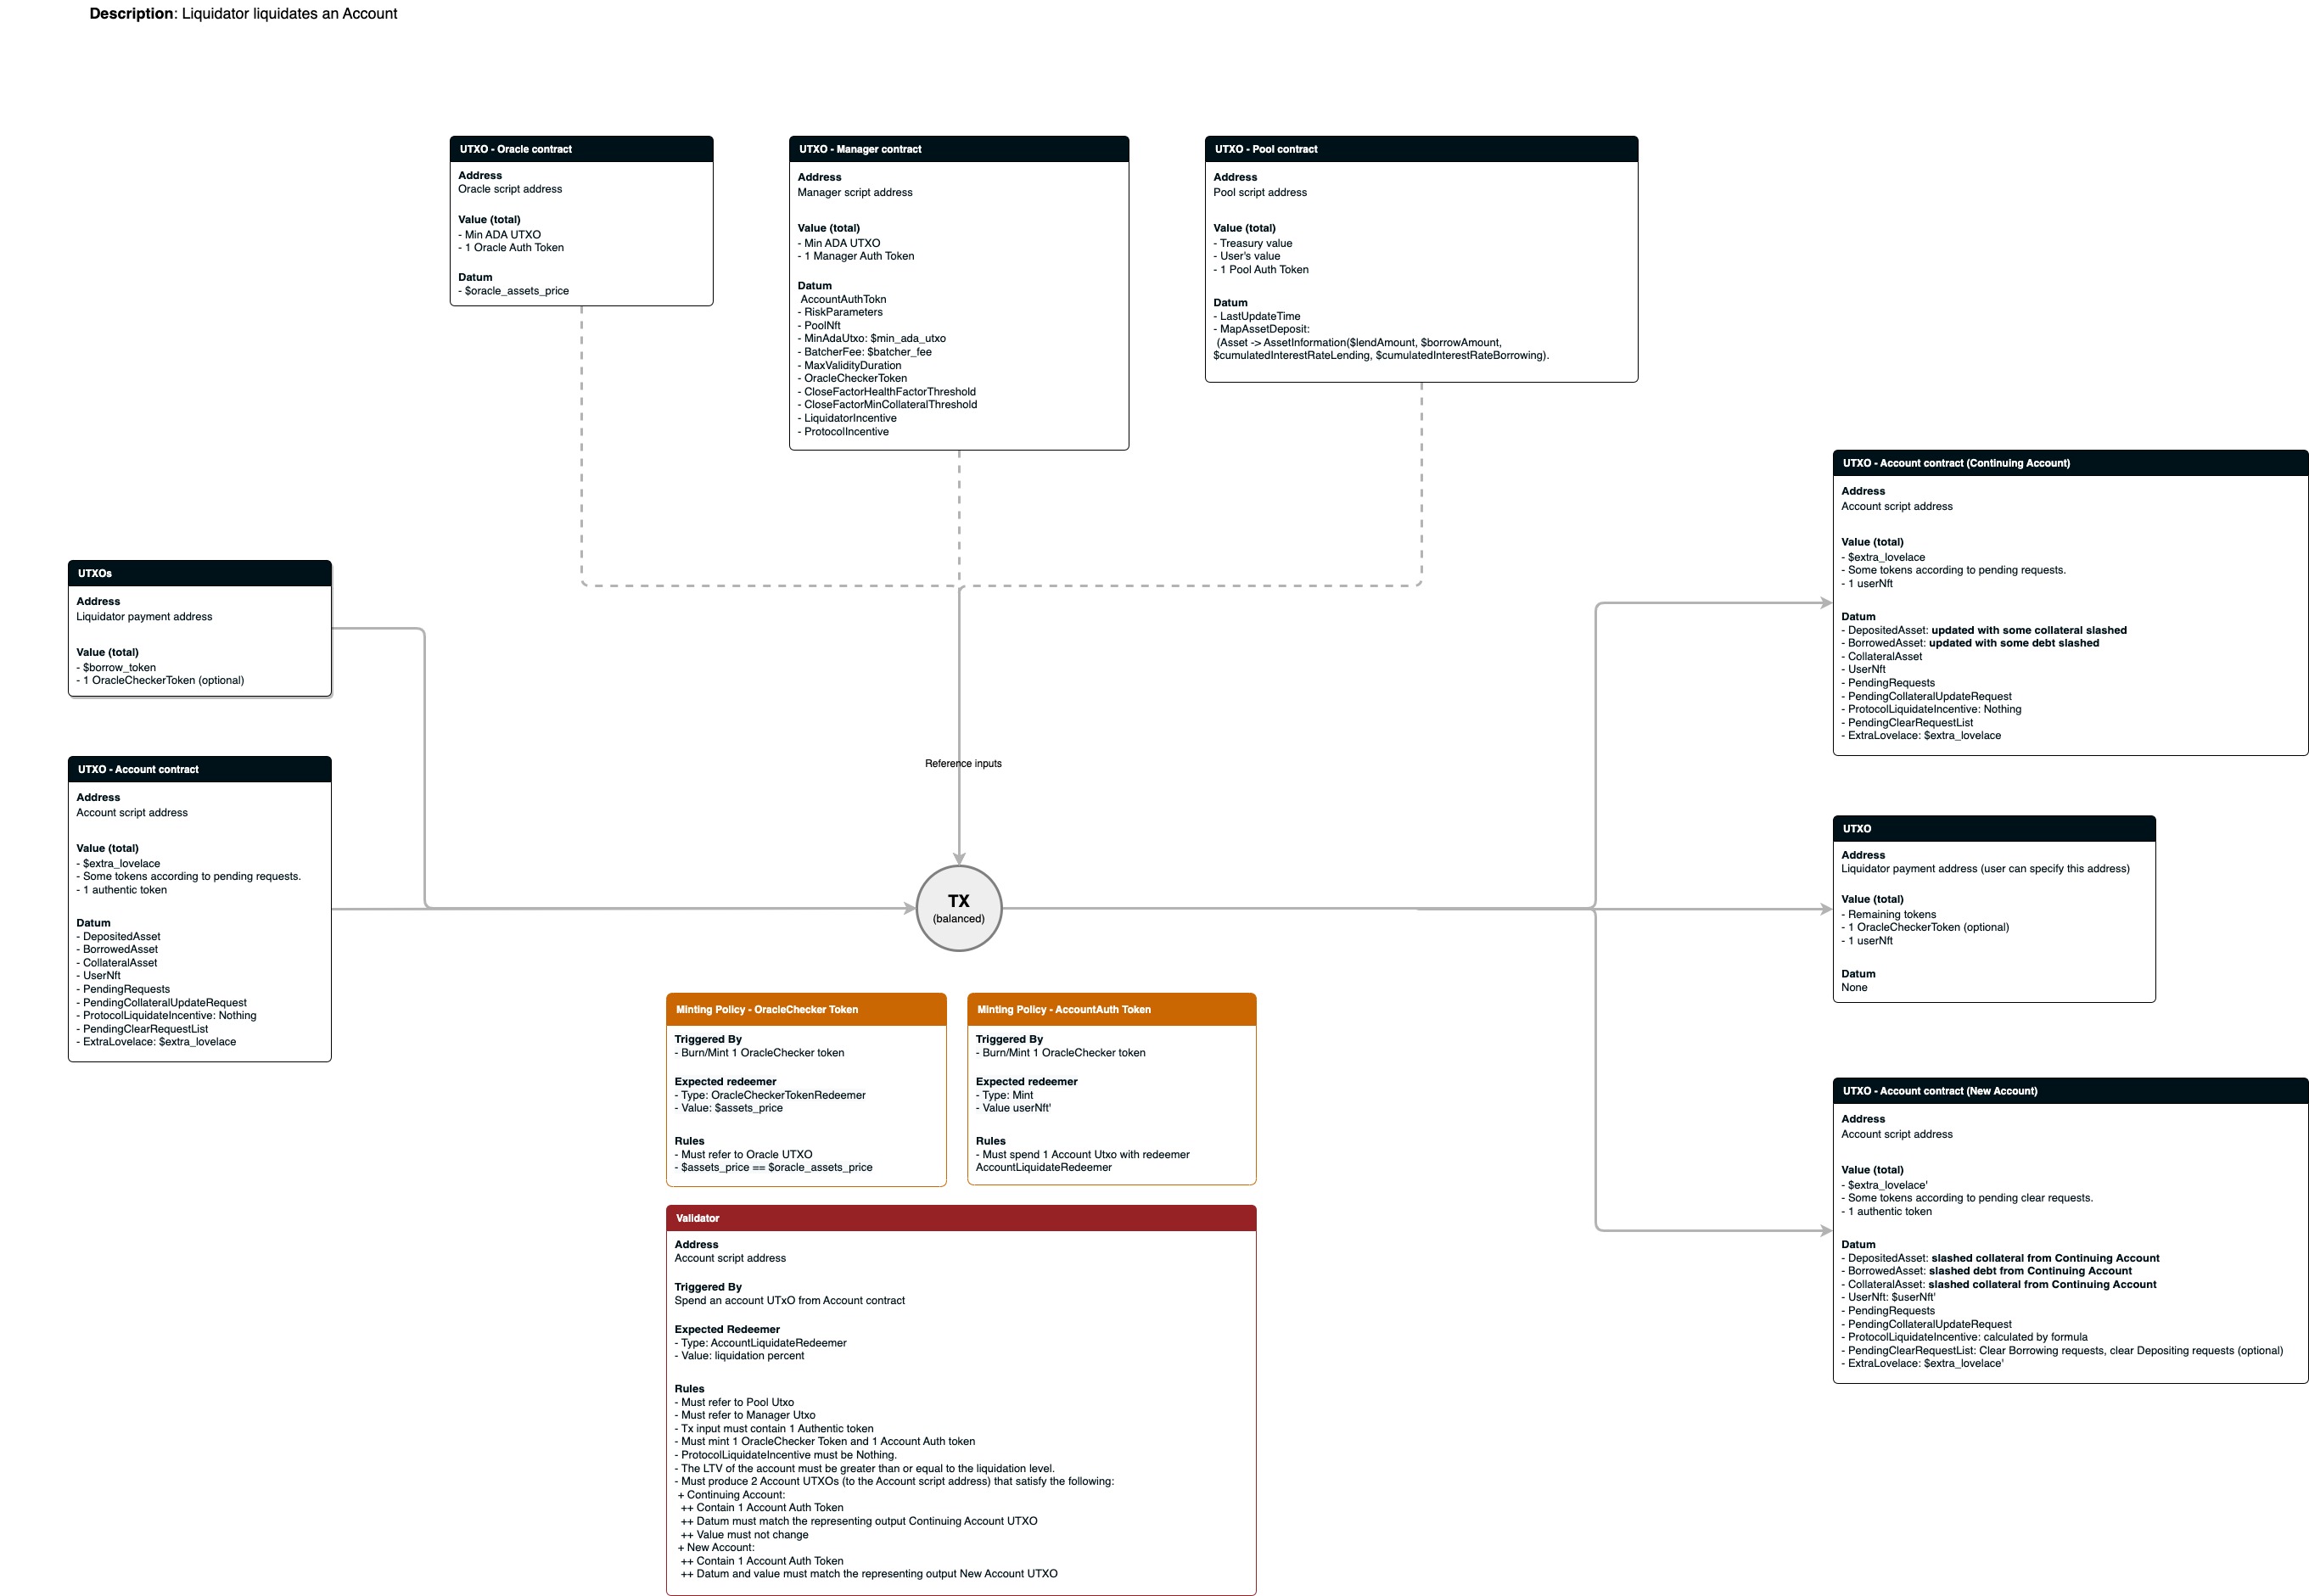 Description: Liquidator liquidates an Account
UTXO - Oracle contract
Address
Oracle script address
Value (total)
- Min ADA UTXO
- 1 Oracle Auth Token
Datum
- $oracle_assets_price
UTXO - Manager contract
Address
Manager script address
Value (total)
- Min ADA UTXO
- 1 Manager Auth Token
Datum
AccountAuthTokn
- RiskParameters
- PoolNft
- MinAdaUtxo: $min_ada_utxo
- BatcherFee: $batcher_fee
- MaxValidityDuration
- OracleCheckerToken
- CloseFactorHealthFactorThreshold
- CloseFactorMinCollateralThreshold
- LiquidatorIncentive
- ProtocolIncentive
UTXO - Pool contract
Address
Pool script address
Value (total)
- Treasury value
- User's value
- 1 Pool Auth Token
Datum
- LastUpdateTime
- MapAssetDeposit:
(Asset -> AssetInformation($lendAmount, $borrowAmount,
$cumulatedInterestRateLending, $cumulatedInterestRateBorrowing).
UTXOs
Address
Liquidator payment address
Value (total)
- $borrow_token
- 1 OracleCheckerToken (optional)
UTXO - Account contract
Address
Account script address
Value (total)
- $extra_lovelace
- Some tokens according to pending requests.
- 1 authentic token
Datum
- DepositedAsset
- BorrowedAsset
- CollateralAsset
- UserNft
- PendingRequests
- PendingCollateralUpdateRequest
- ProtocolLiquidateIncentive: Nothing
- PendingClearRequestList
- ExtraLovelace: $extra_lovelace
Reference inputs
TX
(balanced)
UTXO - Account contract (Continuing Account)
Address
Account script address
Value (total)
- $extra_lovelace
- Some tokens according to pending requests.
- 1 userNft
Datum
- DepositedAsset: updated with some collateral slashed
- BorrowedAsset: updated with some debt slashed
- CollateralAsset
- UserNft
- PendingRequests
- PendingCollateralUpdateRequest
- ProtocolLiquidateIncentive: Nothing
- PendingClearRequestList
- ExtraLovelace: $extra_lovelace
UTXO
Address
Liquidator payment address (user can specify this address)
Value (total)
- Remaining tokens
- 1 OracleCheckerToken (optional)
- 1 userNft
Datum
None
UTXO - Account contract (New Account)
Address
Account script address
Value (total)
- $extra_lovelace'
- Some tokens according to pending clear requests.
- 1 authentic token
Datum
- DepositedAsset: slashed collateral from Continuing Account
- BorrowedAsset: slashed debt from Continuing Account
- CollateralAsset: slashed collateral from Continuing Account
- UserNft: $userNft'
- PendingRequests
- PendingCollateralUpdateRequest
- ProtocolLiquidateIncentive: calculated by formula
- PendingClearRequestList: Clear Borrowing requests, clear Depositing requests (optional)
- ExtraLovelace: $extra_lovelace'
Minting Policy - OracleChecker Token
Triggered By
- Burn/Mint 1 OracleChecker token
Expected redeemer
- Type: OracleCheckerTokenRedeemer
- Value: $assets_price
Rules
- Must refer to Oracle UTXO
- $assets_price == $oracle_assets_price
Minting Policy - AccountAuth Token
Triggered By
- Burn/Mint 1 OracleChecker token
Expected redeemer
- Type: Mint
- Value userNft'
Rules
- Must spend 1 Account Utxo with redeemer
AccountLiquidateRedeemer
Validator
Address
Account script address
Triggered By
Spend an account UTxO from Account contract
Expected Redeemer
- Type: AccountLiquidateRedeemer
- Value: liquidation percent
Rules
- Must refer to Pool Utxo
- Must refer to Manager Utxo
- Tx input must contain 1 Authentic token
- Must mint 1 OracleChecker Token and 1 Account Auth token
- ProtocolLiquidateIncentive must be Nothing.
- The LTV of the account must be greater than or equal to the liquidation level.
- Must produce 2 Account UTXOs (to the Account script address) that satisfy the following:
+ Continuing Account:
++ Contain 1 Account Auth Token
++ Datum must match the representing output Continuing Account UTXO
++ Value must not change
+ New Account:
++ Contain 1 Account Auth Token
++ Datum and value must match the representing output New Account UTXO